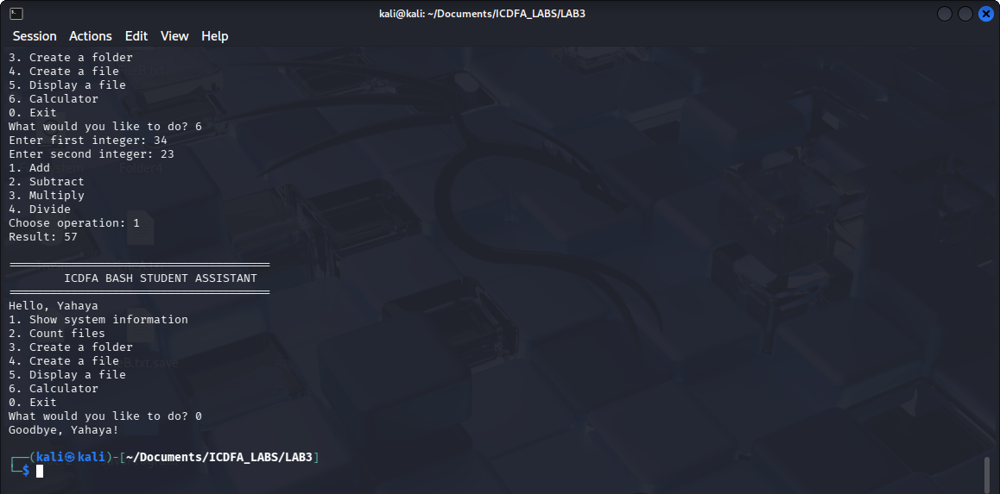 kali@kali: ~/Documents/ICDFA_LABS/LAB3
Session Actions Edit View Help
3. Create a folder
4. Create a file
5. Display a file
6. Calculator
0. Exit
What would you like to do? 6
Enter first integer: 34
Enter second integer: 23
1. Add
2. Subtract
3. Multiply
4. Divide
Choose operation: 1
Result: 57
======================================
ICDFA BASH STUDENT ASSISTANT
======================================
Hello, Yahaya
1. Show system information
2. Count files
3. Create a folder
4. Create a file
5. Display a file
6. Calculator
0. Exit
What would you like to do? 0
Goodbye, Yahaya!
┌──(kali㉿kali)-[~/Documents/ICDFA_LABS/LAB3]
└─$